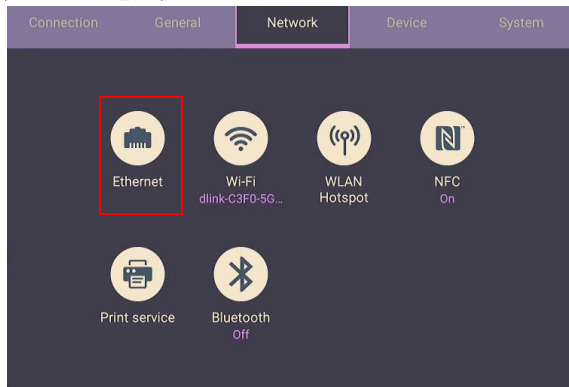 Connection General Network Device System
Ethernet Wi-Fi WLAN NFC
dlink-C3F0-5G... Hotspot On
Print service Bluetooth
Off